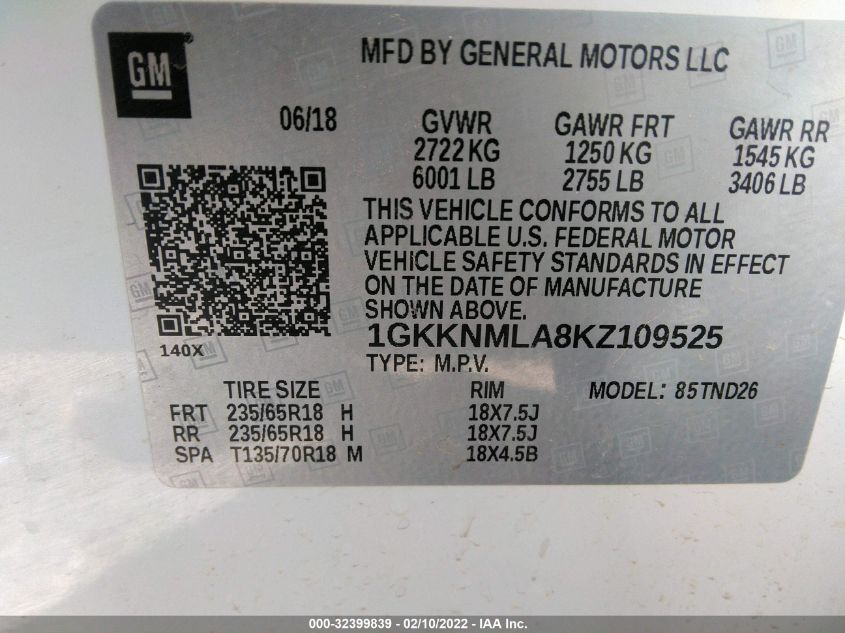 GM
MFD BY GENERAL MOTORS LLC
06/18 GVWR GAWR FRT GAWR RR
2722 KG 1250 KG 1545 KG
6001 LB 2755 LB 3406 LB
THIS VEHICLE CONFORMS TO ALL
APPLICABLE U.S. FEDERAL MOTOR
VEHICLE SAFETY STANDARDS IN EFFECT
ON THE DATE OF MANUFACTURE
SHOWN ABOVE.
1GKKNMLA8KZ109525
140X
TYPE: M.P.V.
TIRE SIZE RIM MODEL: 85TND26
FRT 235/65R18 H 18X7.5J
RR 235/65R18 H 18X7.5J
SPA T135/70R18 M 18X4.5B
000-32399839 - 02/10/2022 - IAA Inc.